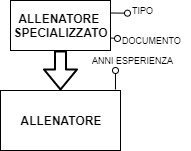 ALLENATORE
SPECIALIZZATO
TIPO
DOCUMENTO
ANNI ESPERIENZA
ALLENATORE